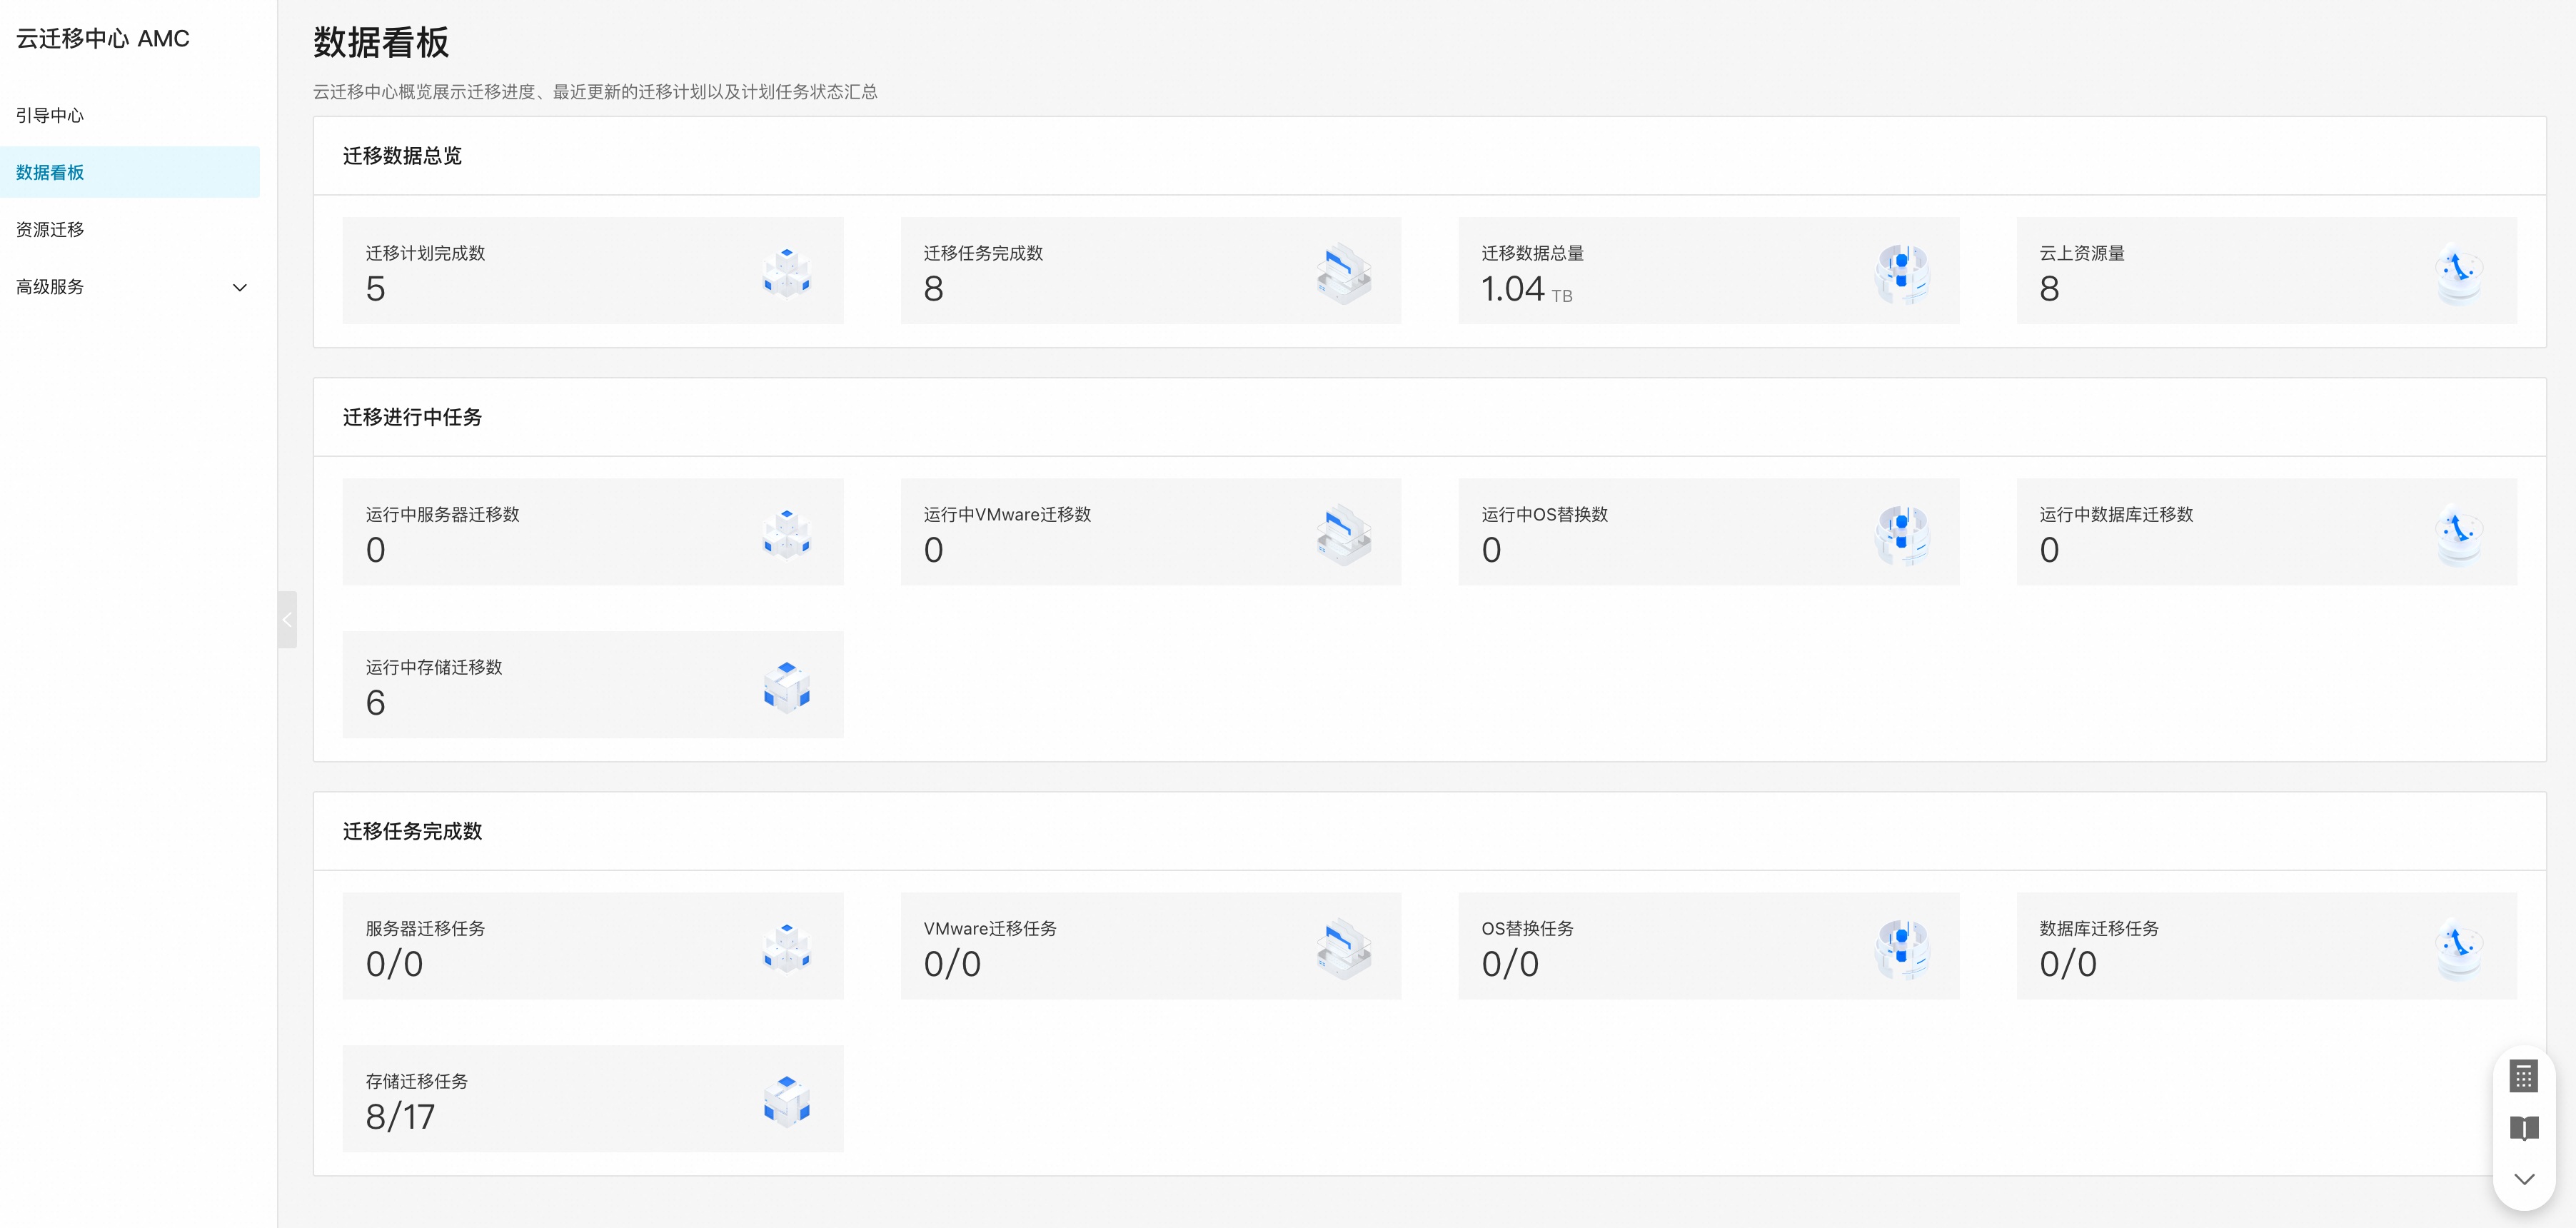 云迁移中心 AMC
引导中心
数据看板
资源迁移
高级服务
数据看板
云迁移中心概览展示迁移进度、最近更新的迁移计划以及计划任务状态汇总
迁移数据总览
迁移计划完成数
5
迁移任务完成数
8
迁移数据总量
1.04 TB
云上资源量
8
迁移进行中任务
运行中服务器迁移数
0
运行中VMware迁移数
0
运行中OS替换数
0
运行中数据库迁移数
0
运行中存储迁移数
6
迁移任务完成数
服务器迁移任务
0/0
VMware迁移任务
0/0
OS替换任务
0/0
数据库迁移任务
0/0
存储迁移任务
8/17